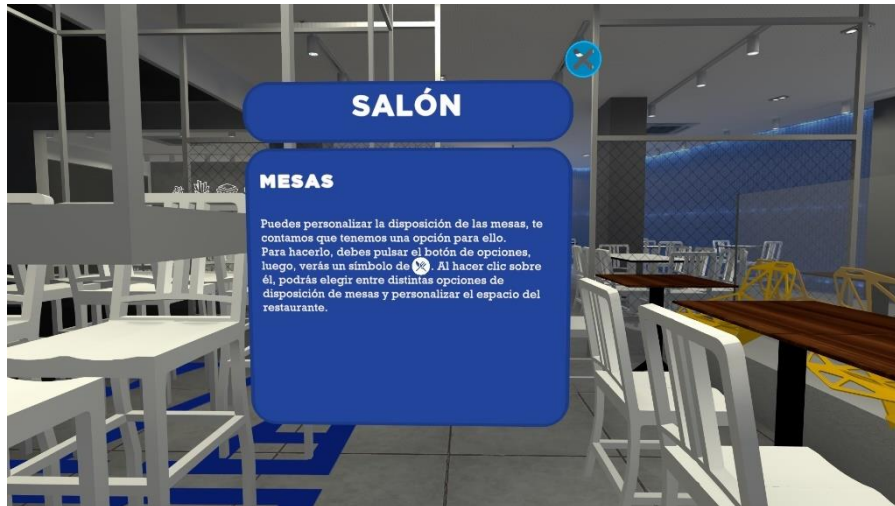 SALÓN
MESAS
Puedes personalizar la disposición de las mesas, te
contamos que tenemos una opción para ello.
Para hacerlo, debes pulsar el botón de opciones,
luego, verás un símbolo de . Al hacer clic sobre
él, podrás elegir entre distintas opciones de
disposición de mesas y personalizar el espacio del
restaurante.